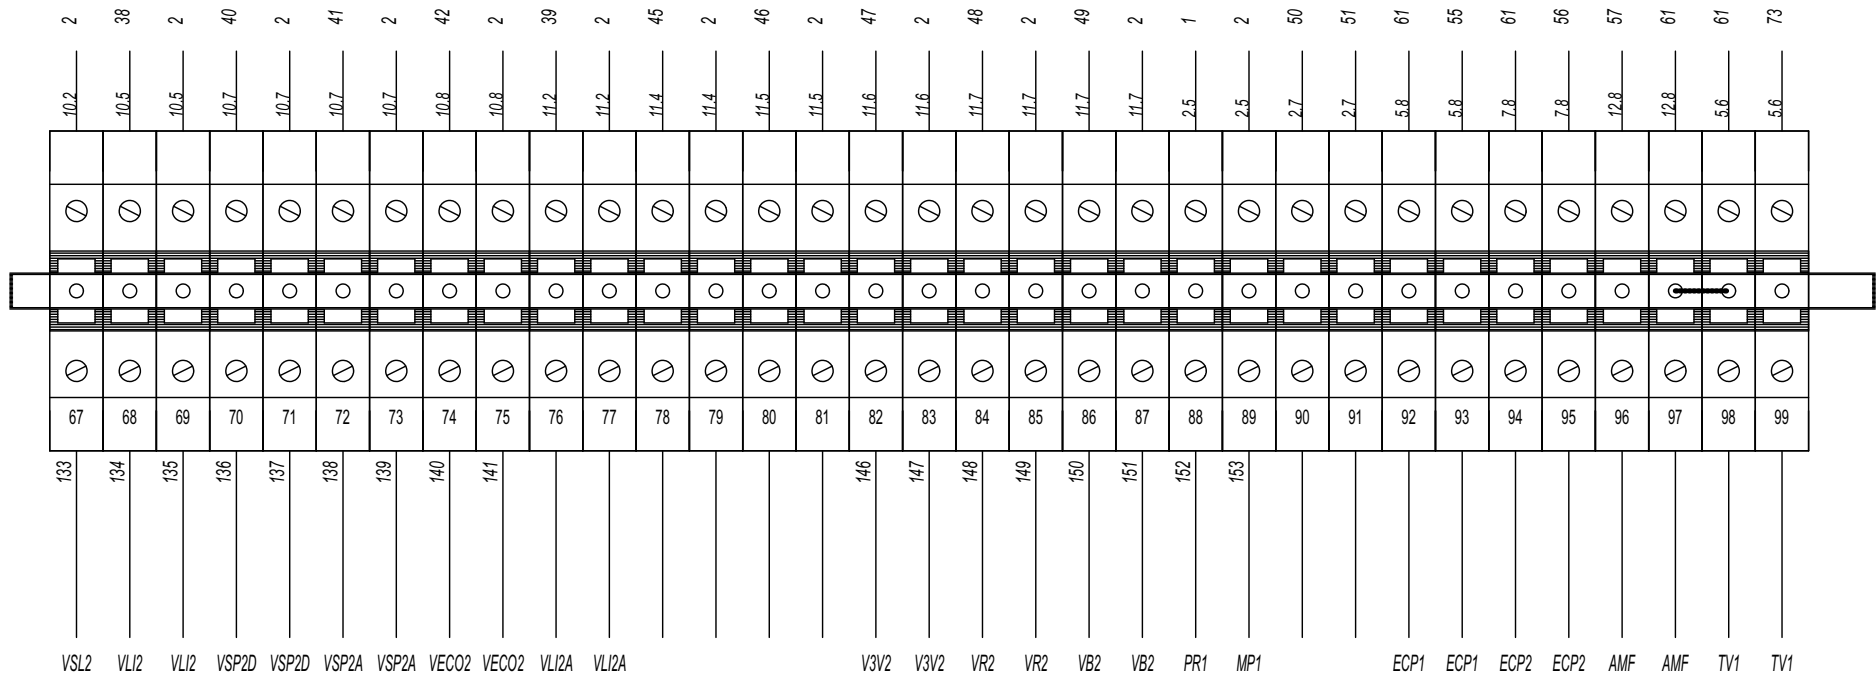 2 38 2 40 2 41 2 42 2 39 2 45 2 46 2 47 2 48 2 49 2 1 2 50 51 61 55 61 56 57 61 61 73
10.2 10.5 10.5 10.7 10.7 10.7 10.7 10.8 10.8 11.2 11.2 11.4 11.4 11.5 11.5 11.6 11.6 11.7 11.7 11.7 11.7 2.5 2.5 2.7 2.7 5.8 5.8 7.8 7.8 12.8 12.8 5.6 5.6
67 68 69 70 71 72 73 74 75 76 77 78 79 80 81 82 83 84 85 86 87 88 89 90 91 92 93 94 95 96 97 98 99
133 134 135 136 137 138 139 140 141 146 147 148 149 150 151 152 153
VSL2 VLI2 VLI2 VSP2D VSP2D VSP2A VSP2A VECO2 VECO2 VLI2A VLI2A V3V2 V3V2 VR2 VR2 VB2 VB2 PR1 MP1 ECP1 ECP1 ECP2 ECP2 AMF AMF TV1 TV1